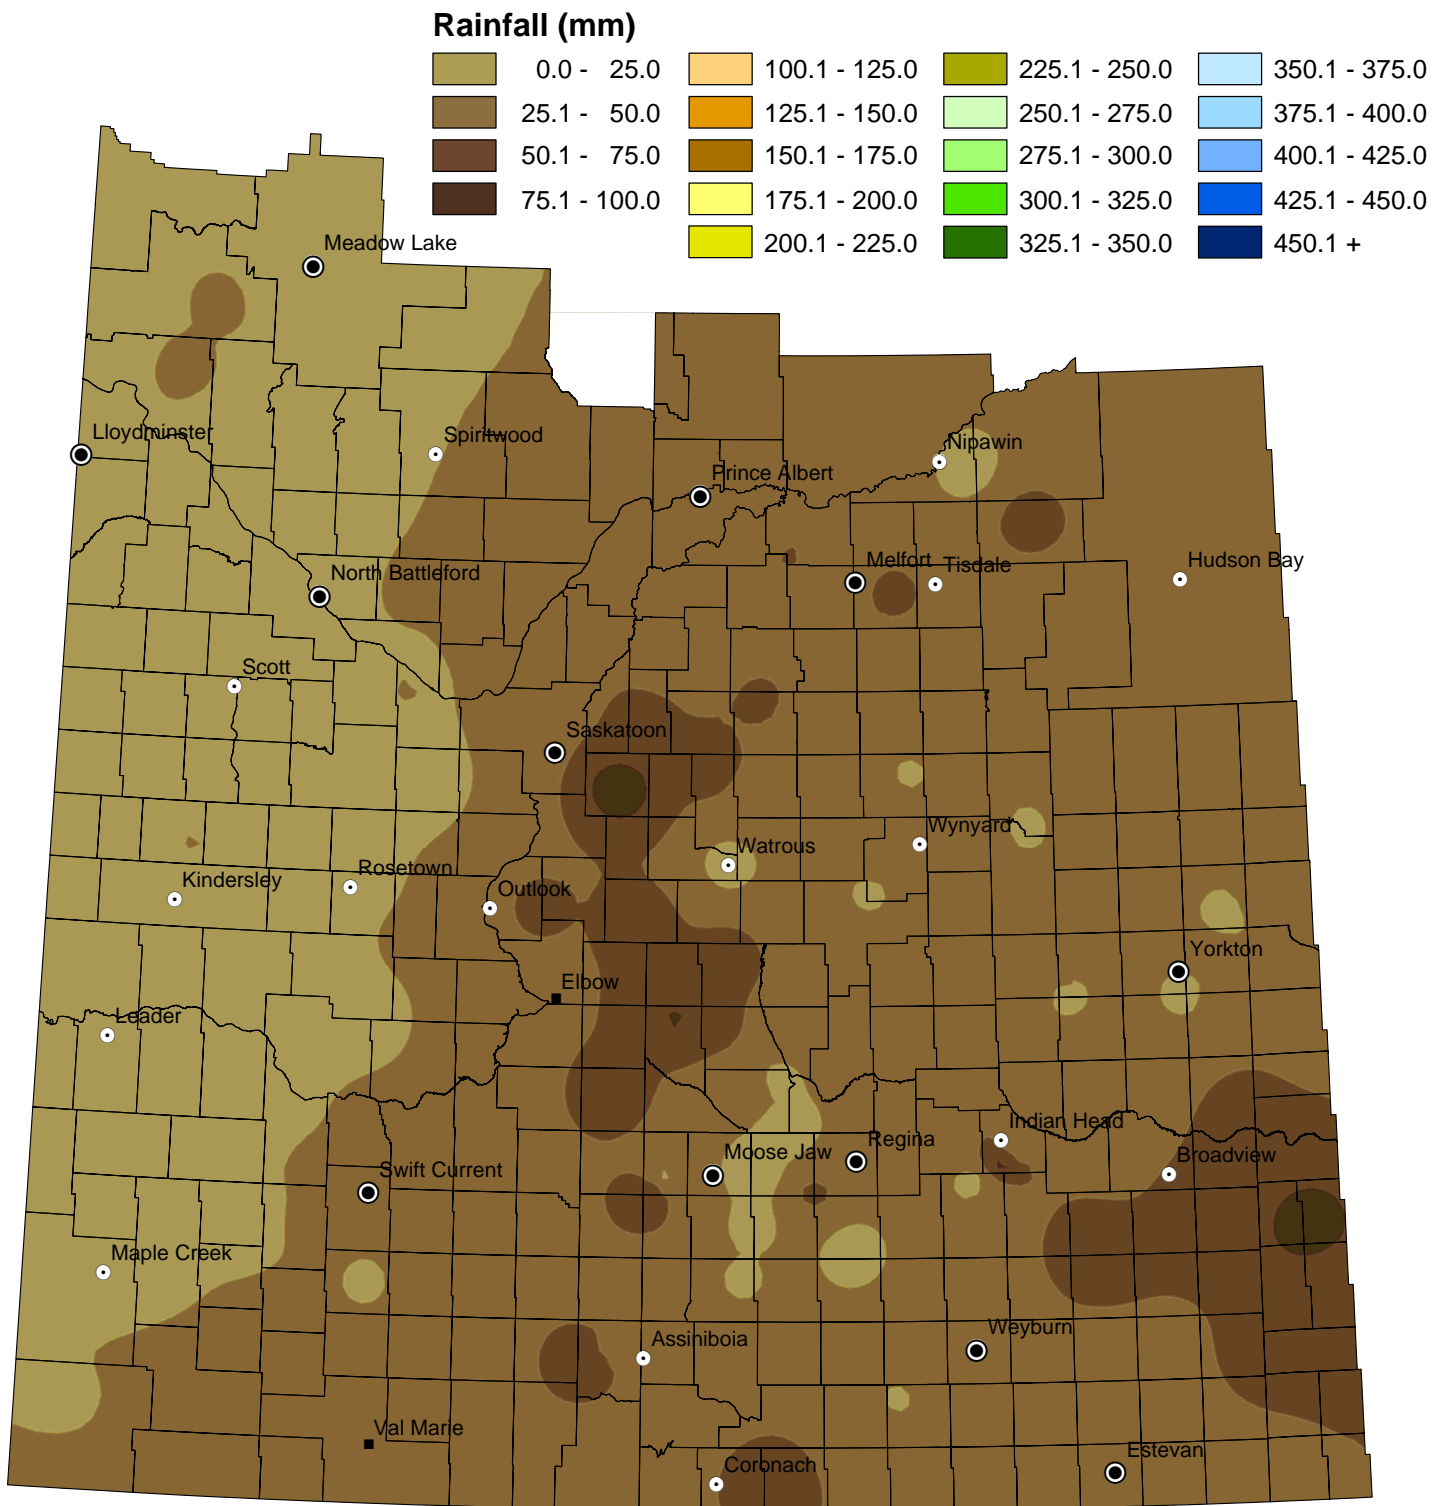 Rainfall (mm)
0.0 - 25.0 100.1 - 125.0 225.1 - 250.0 350.1 - 375.0
25.1 - 50.0 125.1 - 150.0 250.1 - 275.0 375.1 - 400.0
50.1 - 75.0 150.1 - 175.0 275.1 - 300.0 400.1 - 425.0
75.1 - 100.0 175.1 - 200.0 300.1 - 325.0 425.1 - 450.0
200.1 - 225.0 325.1 - 350.0 450.1 +
Meadow Lake
Lloydminster
Spiritwood
Nipawin
Prince Albert
Melfort
Tisdale
Hudson Bay
North Battleford
Scott
Saskatoon
Wynyard
Watrous
Rosetown
Kindersley
Outlook
Yorkton
Elbow
Leader
Indian Head
Regina
Moose Jaw
Broadview
Swift Current
Maple Creek
Weyburn
Assiniboia
Val Marie
Estevan
Coronach